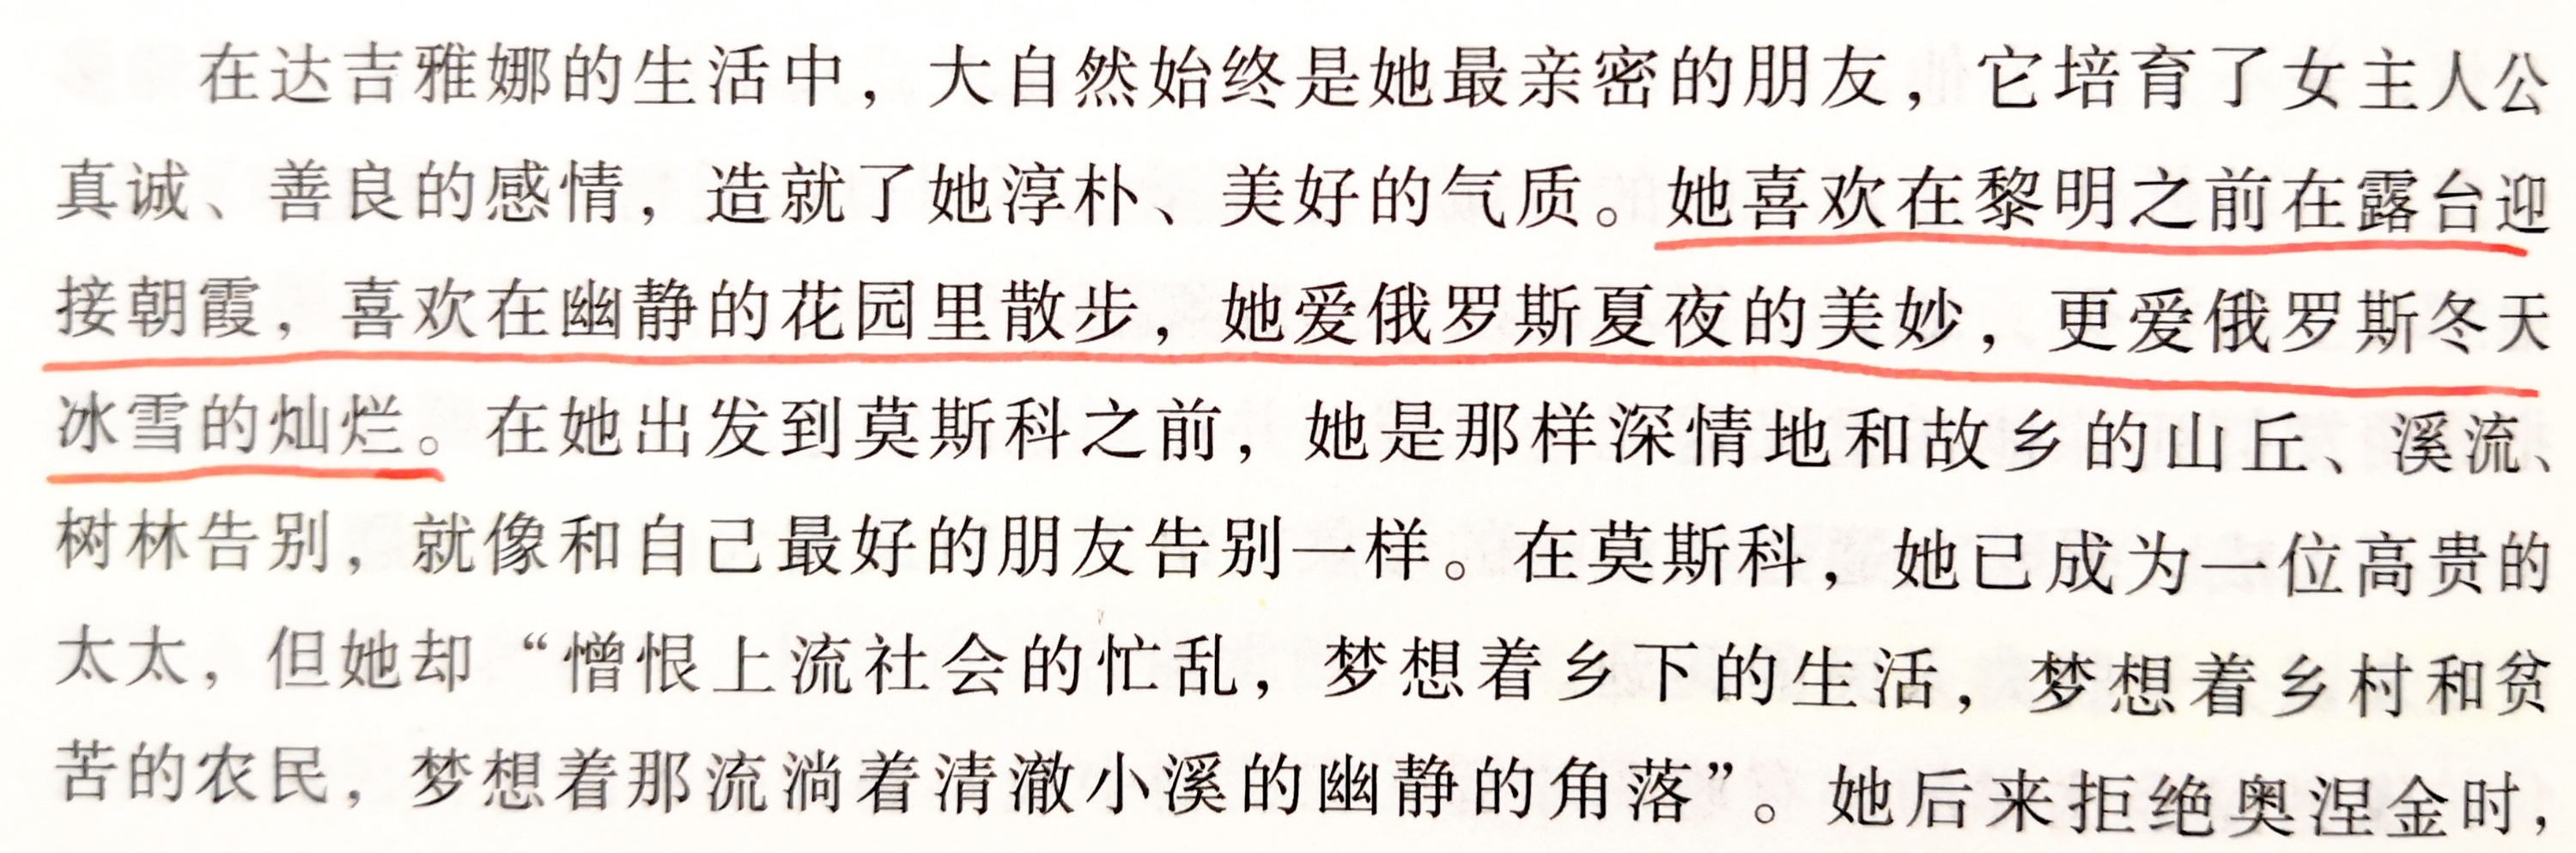 在达吉雅娜的生活中，大自然始终是她最亲密的朋友，它培育了女主人公
真诚、善良的感情，造就了她淳朴、美好的气质。她喜欢在黎明之前在露台迎
接朝霞，喜欢在幽静的花园里散步，她爱俄罗斯夏夜的美妙，更爱俄罗斯冬天
冰雪的灿烂。在她出发到莫斯科之前，她是那样深情地和故乡的山丘、溪流、
树林告别，就像和自己最好的朋友告别一样。在莫斯科，她已成为一位高贵的
太太，但她却“憎恨上流社会的忙乱，梦想着乡下的生活，梦想着乡村和贫
苦的农民，梦想着那流淌着清澈小溪的幽静的角落”。她后来拒绝奥涅金时，